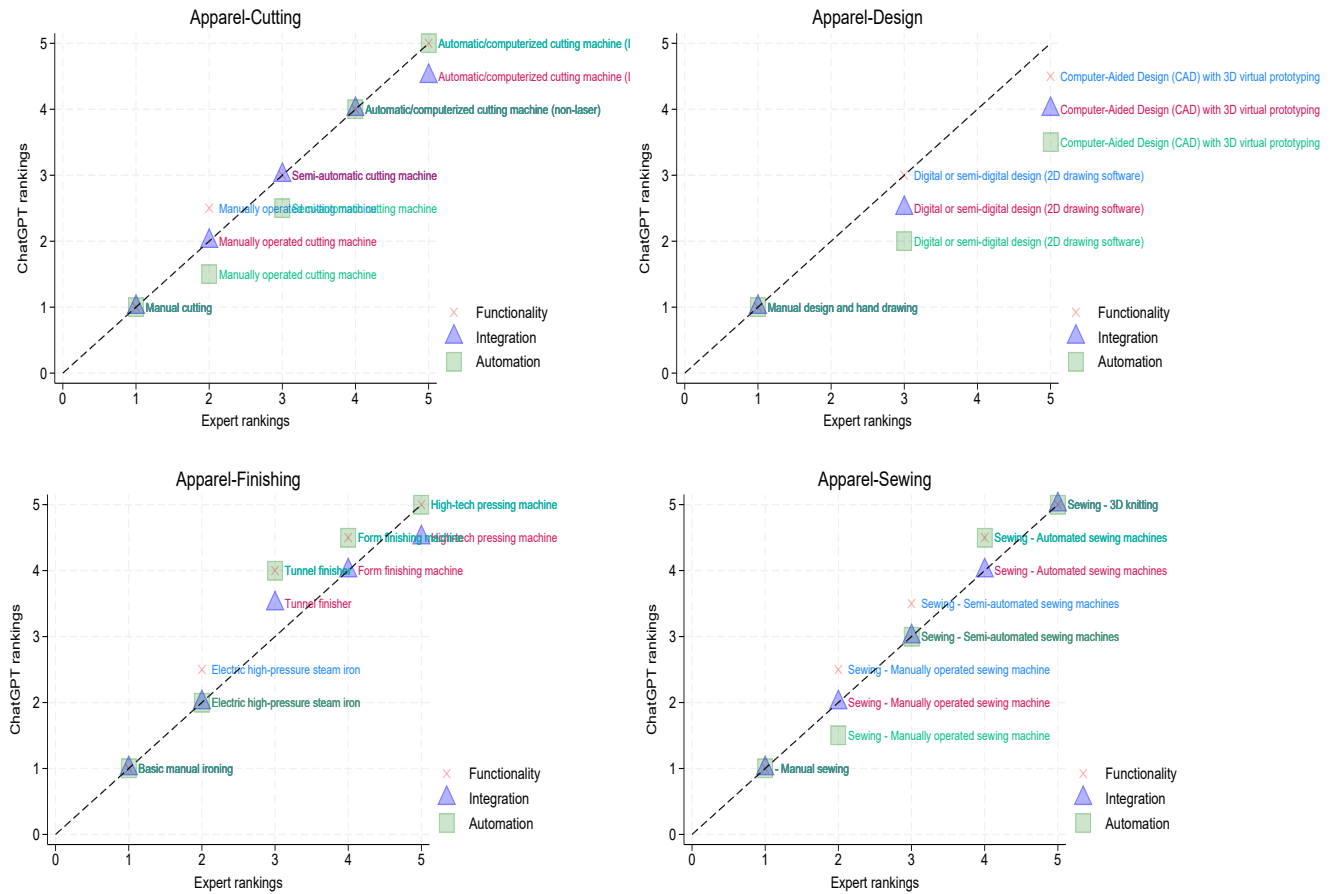 Apparel-Cutting
ChatGPT rankings
5
4
3
2
1
0
Automatic/computerized cutting machine (l
Automatic/computerized cutting machine (l
Automatic/computerized cutting machine (non-laser)
Semi-automatic cutting machine
Manually operated cutting machine
Semi-automatic cutting machine
Manually operated cutting machine
Manually operated cutting machine
Manual cutting
Functionality
Integration
Automation
0 1 2 3 4 5
Expert rankings
Apparel-Design
ChatGPT rankings
5
4
3
2
1
0
Computer-Aided Design (CAD) with 3D virtual prototyping
Computer-Aided Design (CAD) with 3D virtual prototyping
Computer-Aided Design (CAD) with 3D virtual prototyping
Digital or semi-digital design (2D drawing software)
Digital or semi-digital design (2D drawing software)
Digital or semi-digital design (2D drawing software)
Manual design and hand drawing
Functionality
Integration
Automation
0 1 2 3 4 5
Expert rankings
Apparel-Finishing
ChatGPT rankings
5
4
3
2
1
0
High-tech pressing machine
Form finishing machine
High-tech pressing machine
Tunnel finisher
Form finishing machine
Tunnel finisher
Electric high-pressure steam iron
Electric high-pressure steam iron
Basic manual ironing
Functionality
Integration
Automation
0 1 2 3 4 5
Expert rankings
Apparel-Sewing
ChatGPT rankings
5
4
3
2
1
0
Sewing - 3D knitting
Sewing - Automated sewing machines
Sewing - Automated sewing machines
Sewing - Semi-automated sewing machines
Sewing - Semi-automated sewing machines
Sewing - Manually operated sewing machine
Sewing - Manually operated sewing machine
Sewing - Manually operated sewing machine
- Manual sewing
Functionality
Integration
Automation
0 1 2 3 4 5
Expert rankings